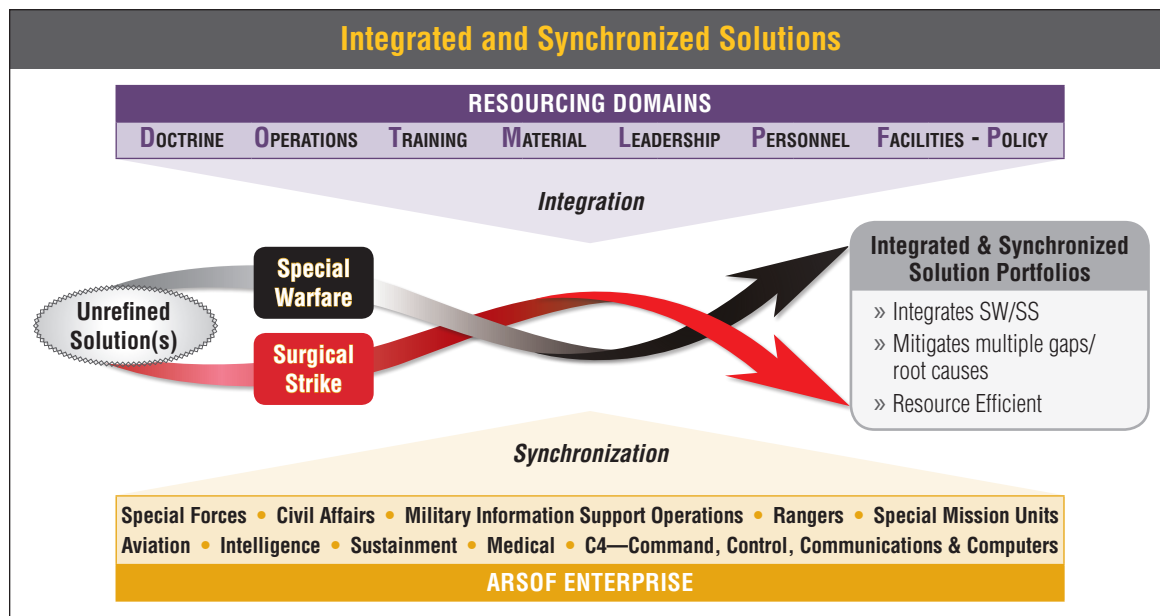 Integrated and Synchronized Solutions
RESOURCING DOMAINS
DOCTRINE OPERATIONS TRAINING MATERIAL LEADERSHIP PERSONNEL FACILITIES - POLICY
Integration
Unrefined
Solution(s)
Special
Warfare
Surgical
Strike
Integrated & Synchronized
Solution Portfolios
» Integrates SW/SS
» Mitigates multiple gaps/
root causes
» Resource Efficient
Synchronization
Special Forces • Civil Affairs • Military Information Support Operations • Rangers • Special Mission Units
Aviation • Intelligence • Sustainment • Medical • C4—Command, Control, Communications & Computers
ARSOF ENTERPRISE